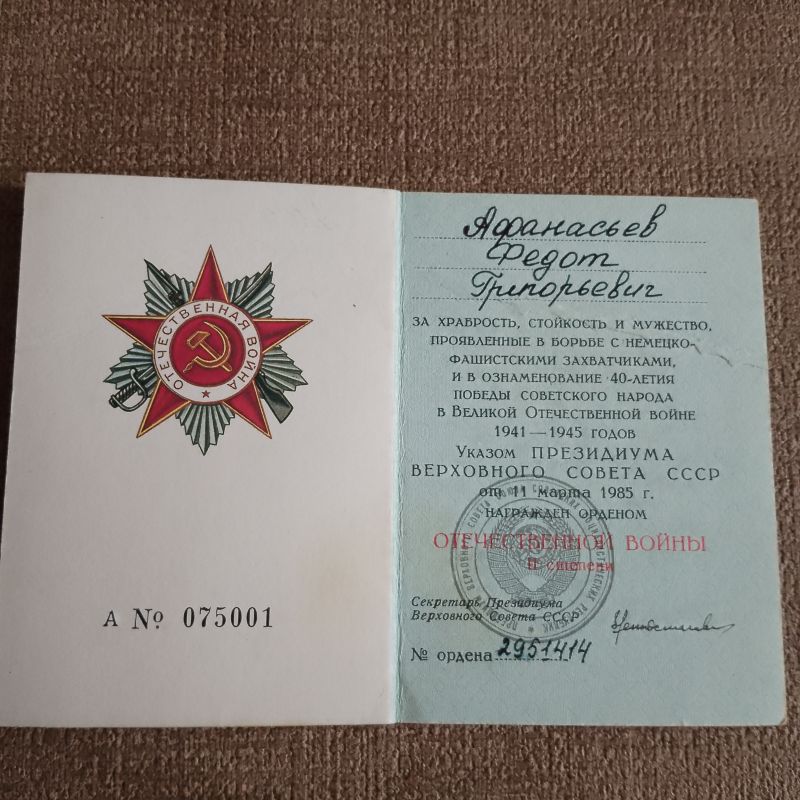 ОТЕЧЕСТВЕННАЯ ВОЙНА
А № 075001
Афанасьев
Федот
Григорьевич
ЗА ХРАБРОСТЬ, СТОЙКОСТЬ И МУЖЕСТВО,
ПРОЯВЛЕННЫЕ В БОРЬБЕ С НЕМЕЦКО-
ФАШИСТСКИМИ ЗАХВАТЧИКАМИ,
И В ОЗНАМЕНОВАНИЕ 40-ЛЕТИЯ
ПОБЕДЫ СОВЕТСКОГО НАРОДА
В ВЕЛИКОЙ ОТЕЧЕСТВЕННОЙ ВОЙНЕ
1941—1945 ГОДОВ
УКАЗОМ ПРЕЗИДИУМА
ВЕРХОВНОГО СОВЕТА СССР
от 11 марта 1985 г.
НАГРАЖДЕН ОРДЕНОМ
ОТЕЧЕСТВЕННОЙ ВОЙНЫ
II степени
Секретарь Президиума
Верховного Совета СССР
№ ордена 2951414